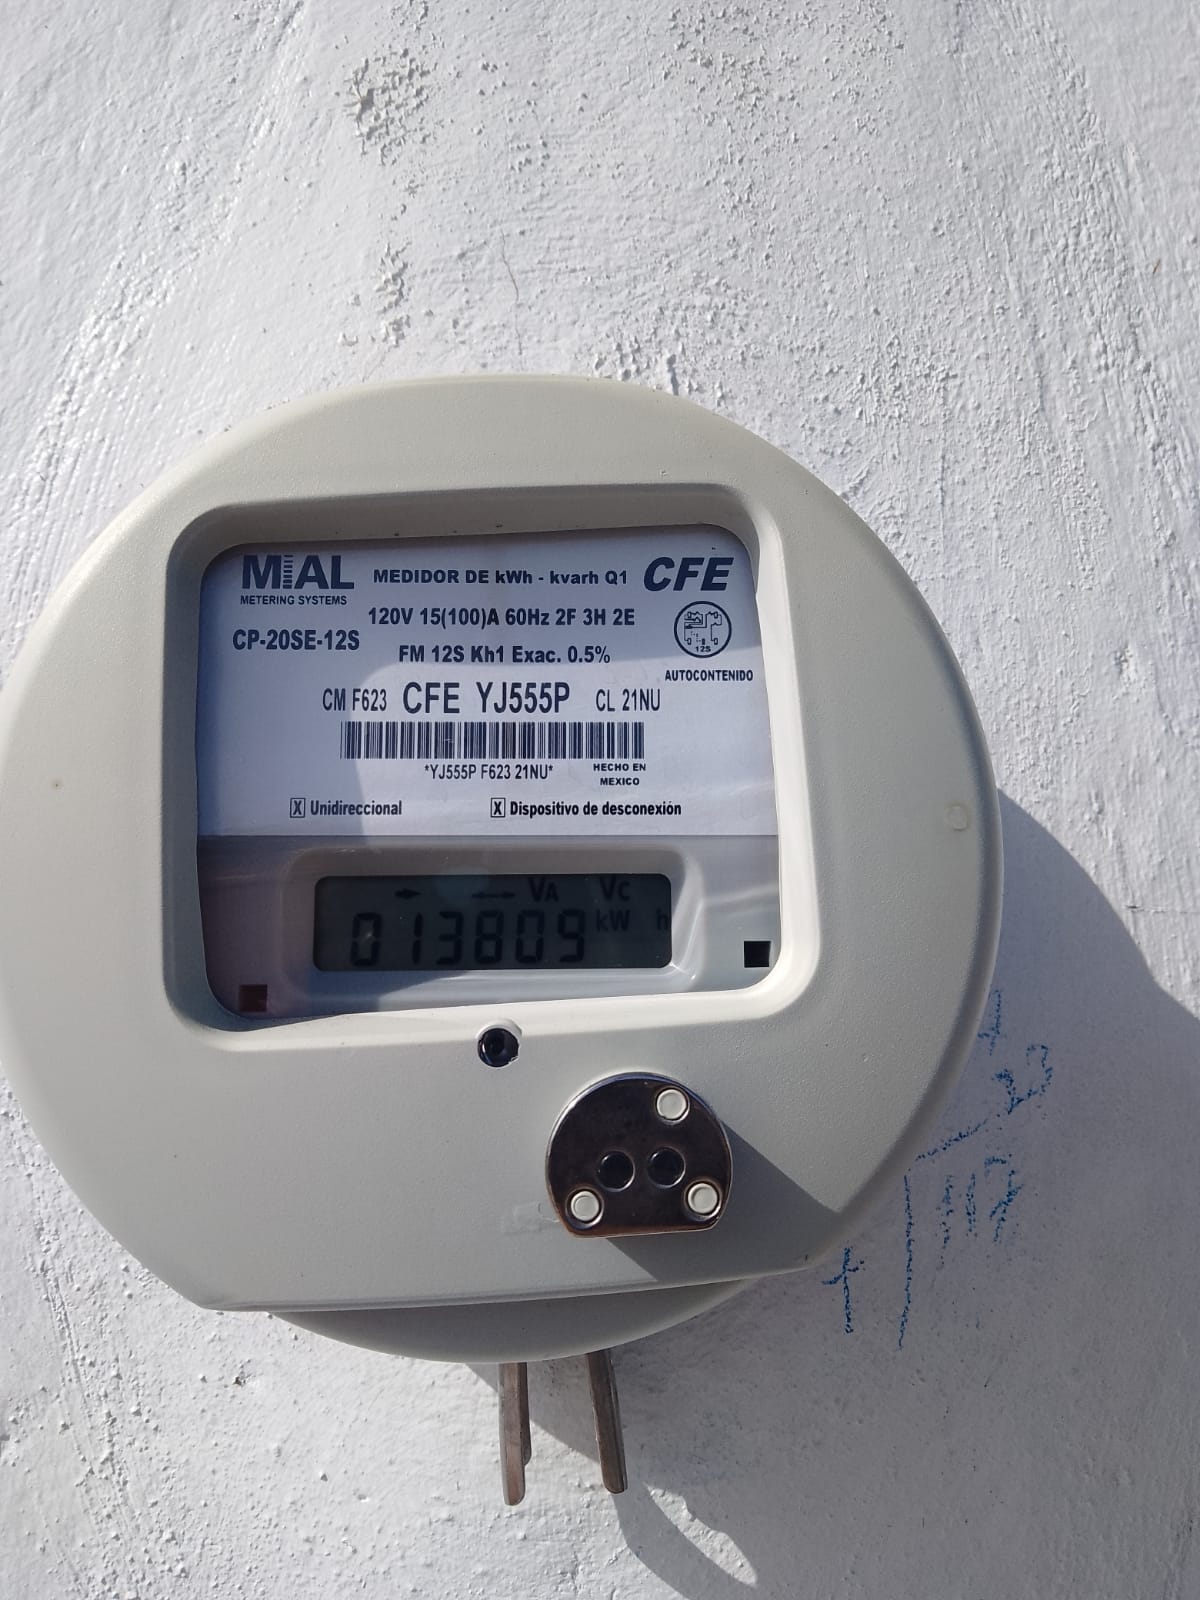 MIAL
METERING SYSTEMS
MEDIDOR DE kWh - kvarh Q1
CFE
120V 15(100)A 60Hz 2F 3H 2E
CP-20SE-12S
FM 12S Kh1 Exac. 0.5%
12S
AUTOCONTENIDO
CM F623 CFE YJ555P CL 21NU
*YJ555P F623 21NU*
HECHO EN
MEXICO
X Unidireccional X Dispositivo de desconexión
VA VC
013809 kW h